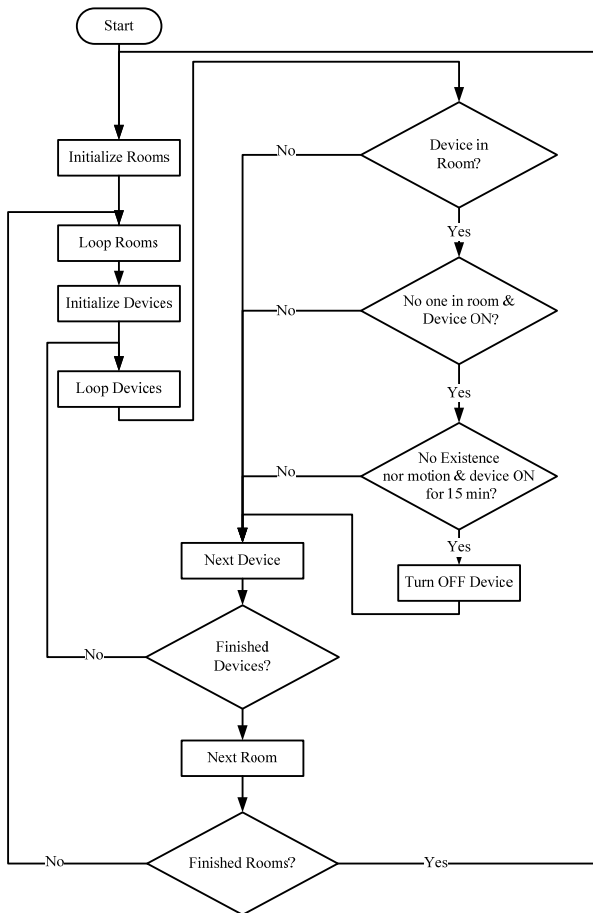 Start
Initialize Rooms
Loop Rooms
Initialize Devices
Loop Devices
Device in
Room?
No
Yes
No one in room &
Device ON?
No
Yes
No Existence
nor motion & device ON
for 15 min?
No
Yes
Turn OFF Device
Next Device
Finished
Devices?
No
Next Room
Finished Rooms?
No
Yes